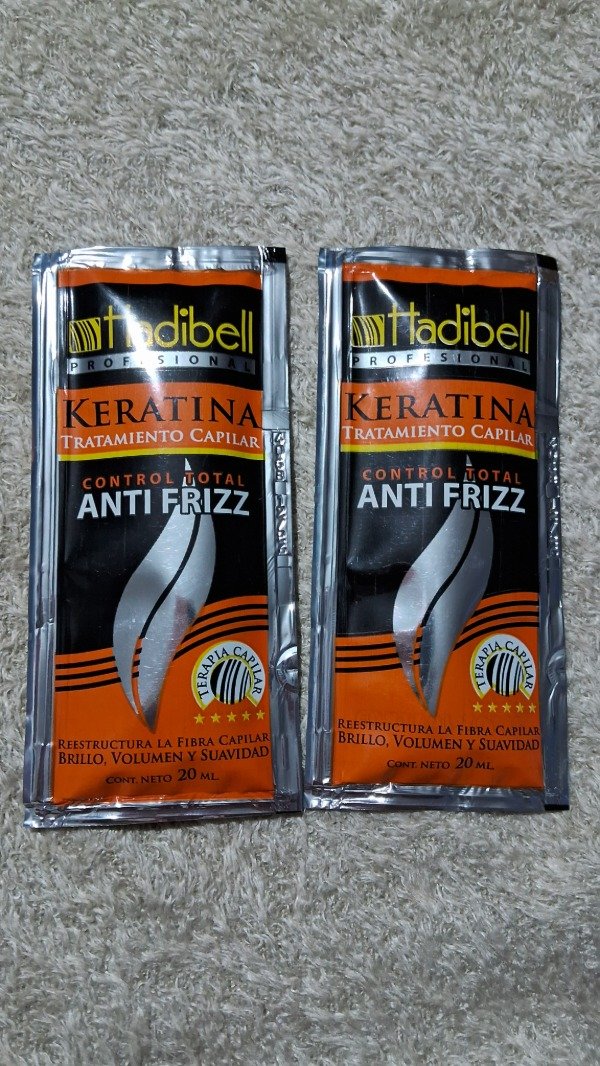 Hadibell
PROFESIONAL
KERATINA
TRATAMIENTO CAPILAR
CONTROL TOTAL
ANTI FRIZZ
TERAPIA CAPILAR
REESTRUCTURA LA FIBRA CAPILAR
BRILLO, VOLUMEN Y SUAVIDAD
CONT. NETO 20 ML.
Hadibell
PROFESIONAL
KERATINA
TRATAMIENTO CAPILAR
CONTROL TOTAL
ANTI FRIZZ
TERAPIA CAPILAR
REESTRUCTURA LA FIBRA CAPILAR
BRILLO, VOLUMEN Y SUAVIDAD
CONT. NETO 20 ML.